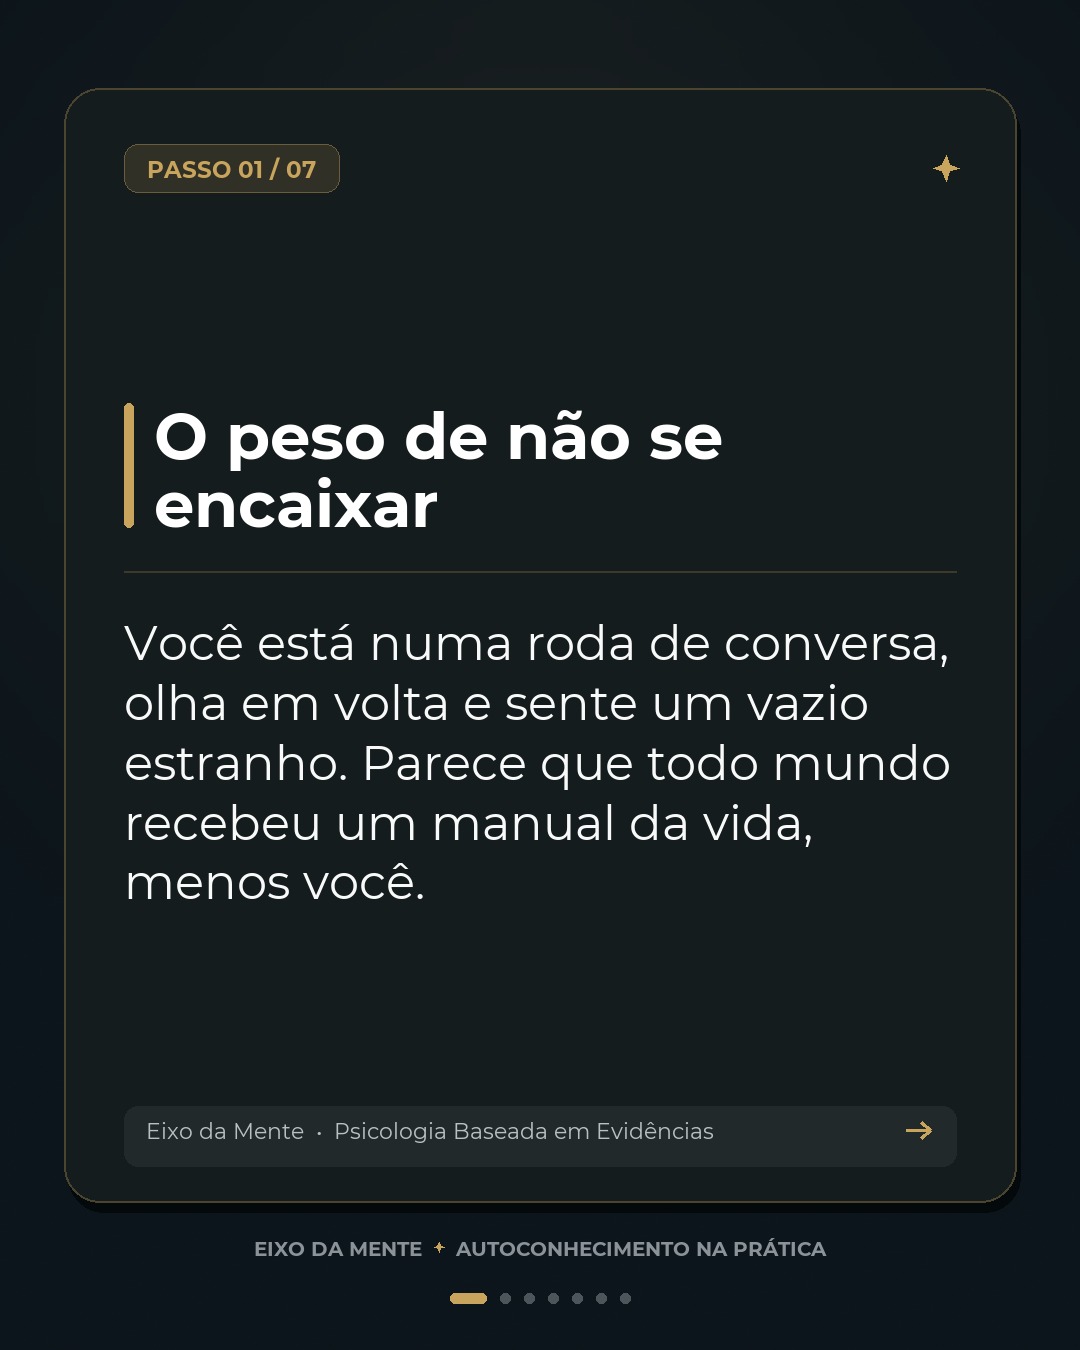 PASSO 01 / 07
O peso de não se
encaixar
Você está numa roda de conversa,
olha em volta e sente um vazio
estranho. Parece que todo mundo
recebeu um manual da vida,
menos você.
Eixo da Mente • Psicologia Baseada em Evidências
EIXO DA MENTE ✦ AUTOCONHECIMENTO NA PRÁTICA